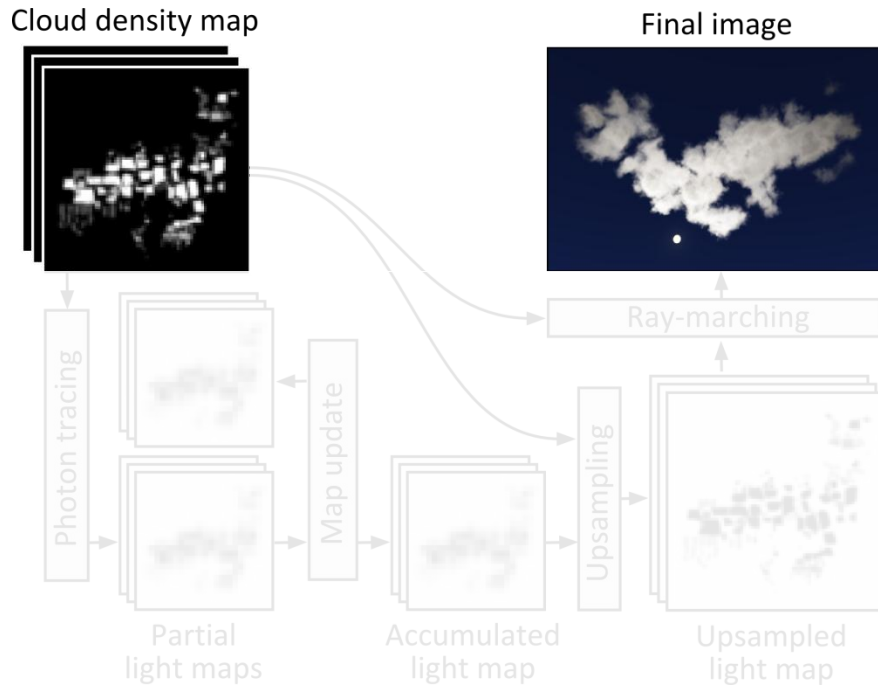 Cloud density map
Final image
Ray-marching
Photon tracing
Map update
Upsampling
Partial
light maps
Accumulated
light map
Upsampled
light map